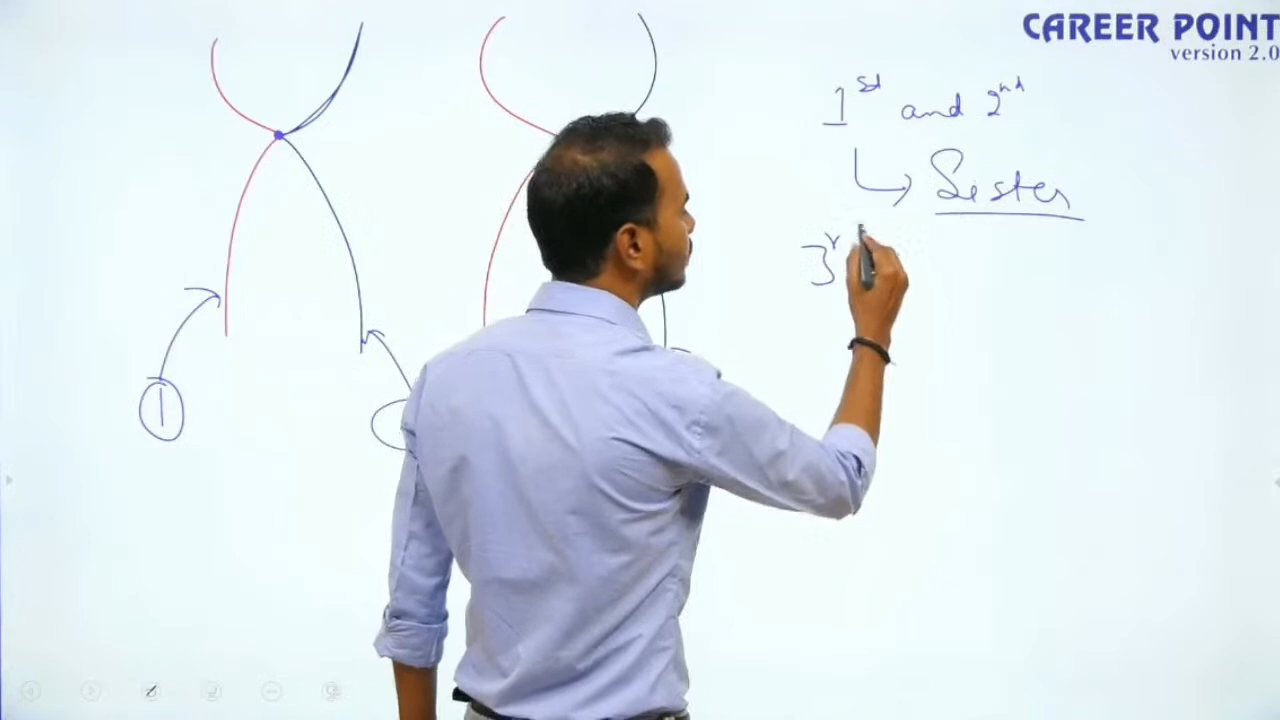 CAREER POINT
version 2.0
1st and 2nd
↳ Sister
3r
1